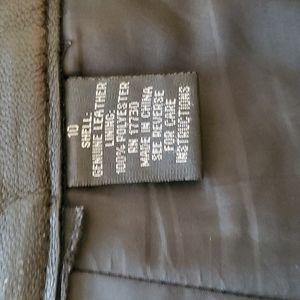 10
SHELL:
GENUINE LEATHER
LINING:
100% POLYESTER
RN 17730
MADE IN CHINA
SEE REVERSE
FOR CARE
INSTRUCTIONS